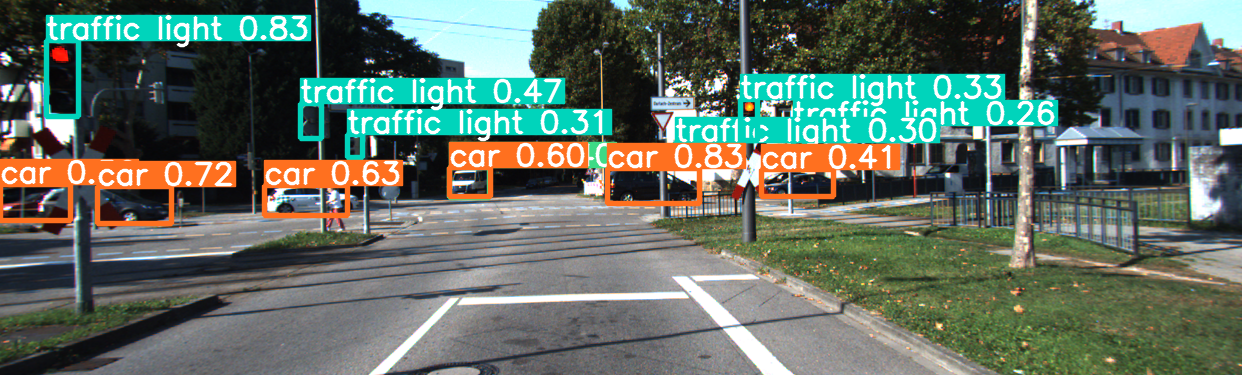 traffic light 0.83
traffic light 0.47
traffic light 0.33
traffic light 0.26
traffic light 0.31
traffic light 0.30
car 0.60
car 0.83
car 0.41
car 0.
car 0.72
car 0.63